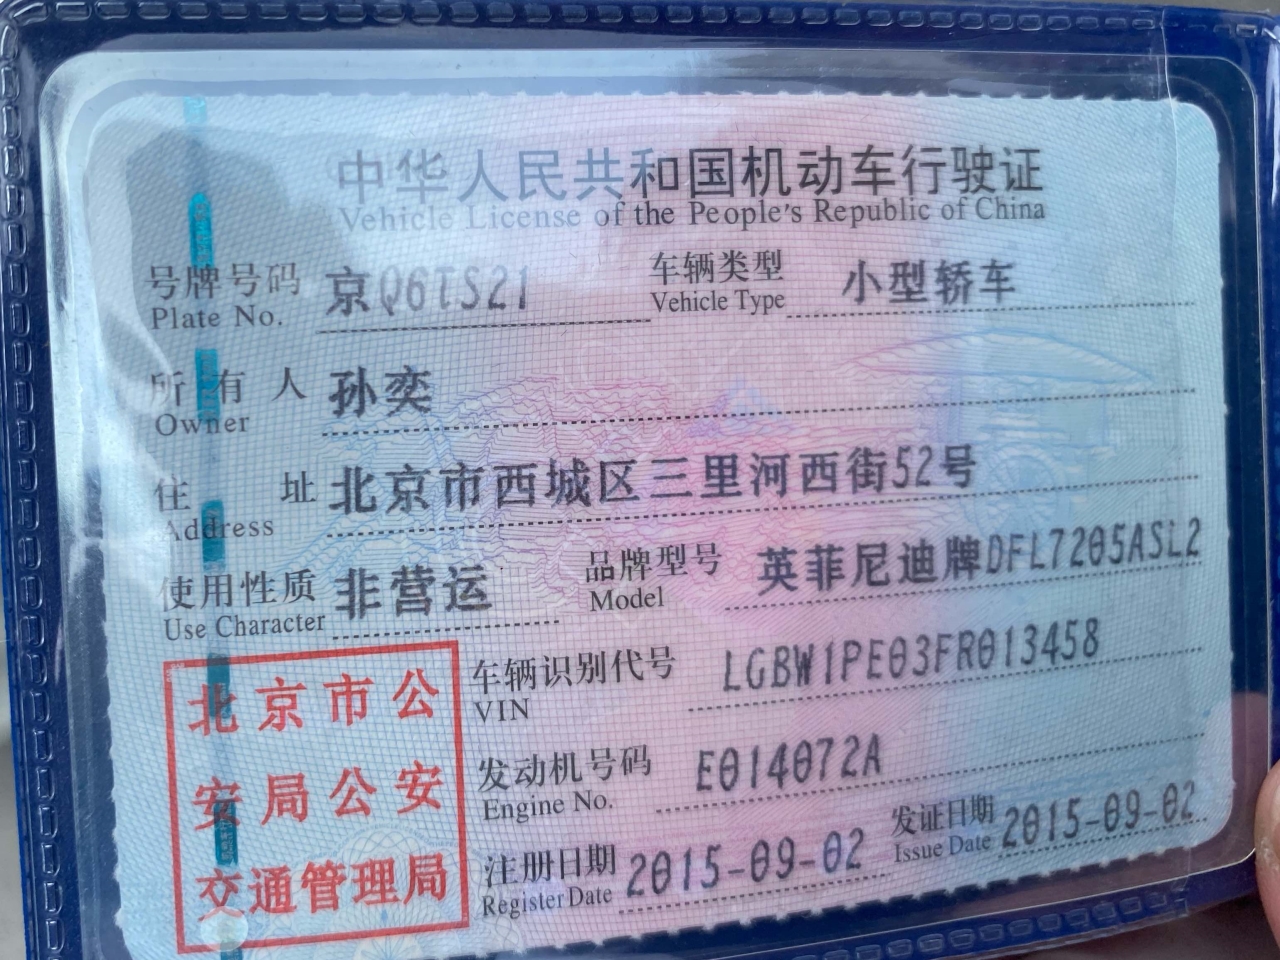 中华人民共和国机动车行驶证
Vehicle License of the People's Republic of China
号牌号码 京Q6TS21 车辆类型 小型轿车
Plate No. Vehicle Type
所有人 孙奕
Owner
住址 北京市西城区三里河西街52号
Address
使用性质 非营运 品牌型号 英菲尼迪牌DFL7205ASL2
Use Character Model
北京市公 车辆识别代号 LGBW1PE03FR013458
VIN
安局公安 发动机号码 E014072A
Engine No.
交通管理局 注册日期 2015-09-02 发证日期 2015-09-02
Register Date Issue Date